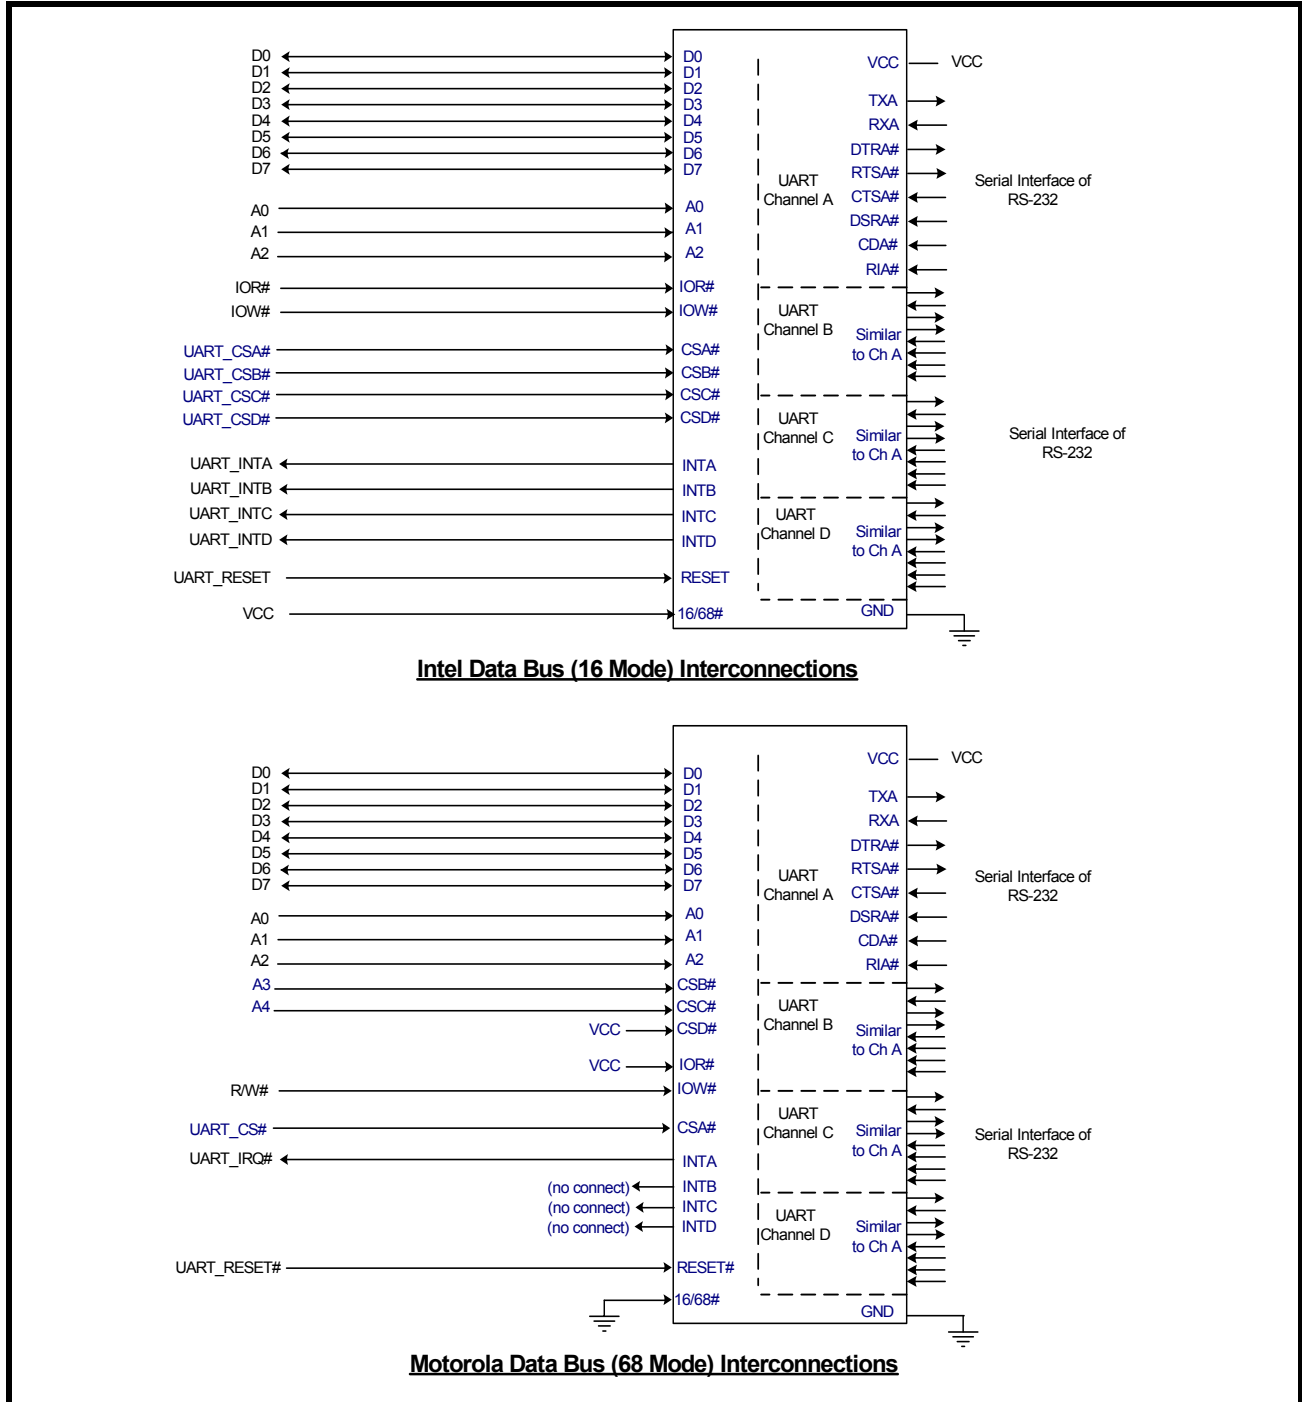 D0 D0
D1 D1
D2 D2
D3 D3
D4 D4
D5 D5
D6 D6
D7 D7
A0 A0
A1 A1
A2 A2
IOR# IOR#
IOW# IOW#
UART_CSA# CSA#
UART_CSB# CSB#
UART_CSC# CSC#
UART_CSD# CSD#
UART_INTA INTA
UART_INTB INTB
UART_INTC INTC
UART_INTD INTD
UART_RESET RESET
VCC 16/68#
UART
Channel A
VCC VCC
TXA
RXA
DTRA#
RTSA#
CTSA#
DSRA#
CDA#
RIA#
Serial Interface of
RS-232
UART
Channel B
Similar
to Ch A
UART
Channel C
Similar
to Ch A
Serial Interface of
RS-232
UART
Channel D
Similar
to Ch A
GND
Intel Data Bus (16 Mode) Interconnections
D0 D0
D1 D1
D2 D2
D3 D3
D4 D4
D5 D5
D6 D6
D7 D7
A0 A0
A1 A1
A2 A2
A3 CSB#
A4 CSC#
VCC CSD#
VCC IOR#
R/W# IOW#
UART_CS# CSA#
UART_IRQ# INTA
(no connect) INTB
(no connect) INTC
(no connect) INTD
UART_RESET# RESET#
16/68#
UART
Channel A
VCC VCC
TXA
RXA
DTRA#
RTSA#
CTSA#
DSRA#
CDA#
RIA#
Serial Interface of
RS-232
UART
Channel B
Similar
to Ch A
UART
Channel C
Similar
to Ch A
Serial Interface of
RS-232
UART
Channel D
Similar
to Ch A
GND
Motorola Data Bus (68 Mode) Interconnections